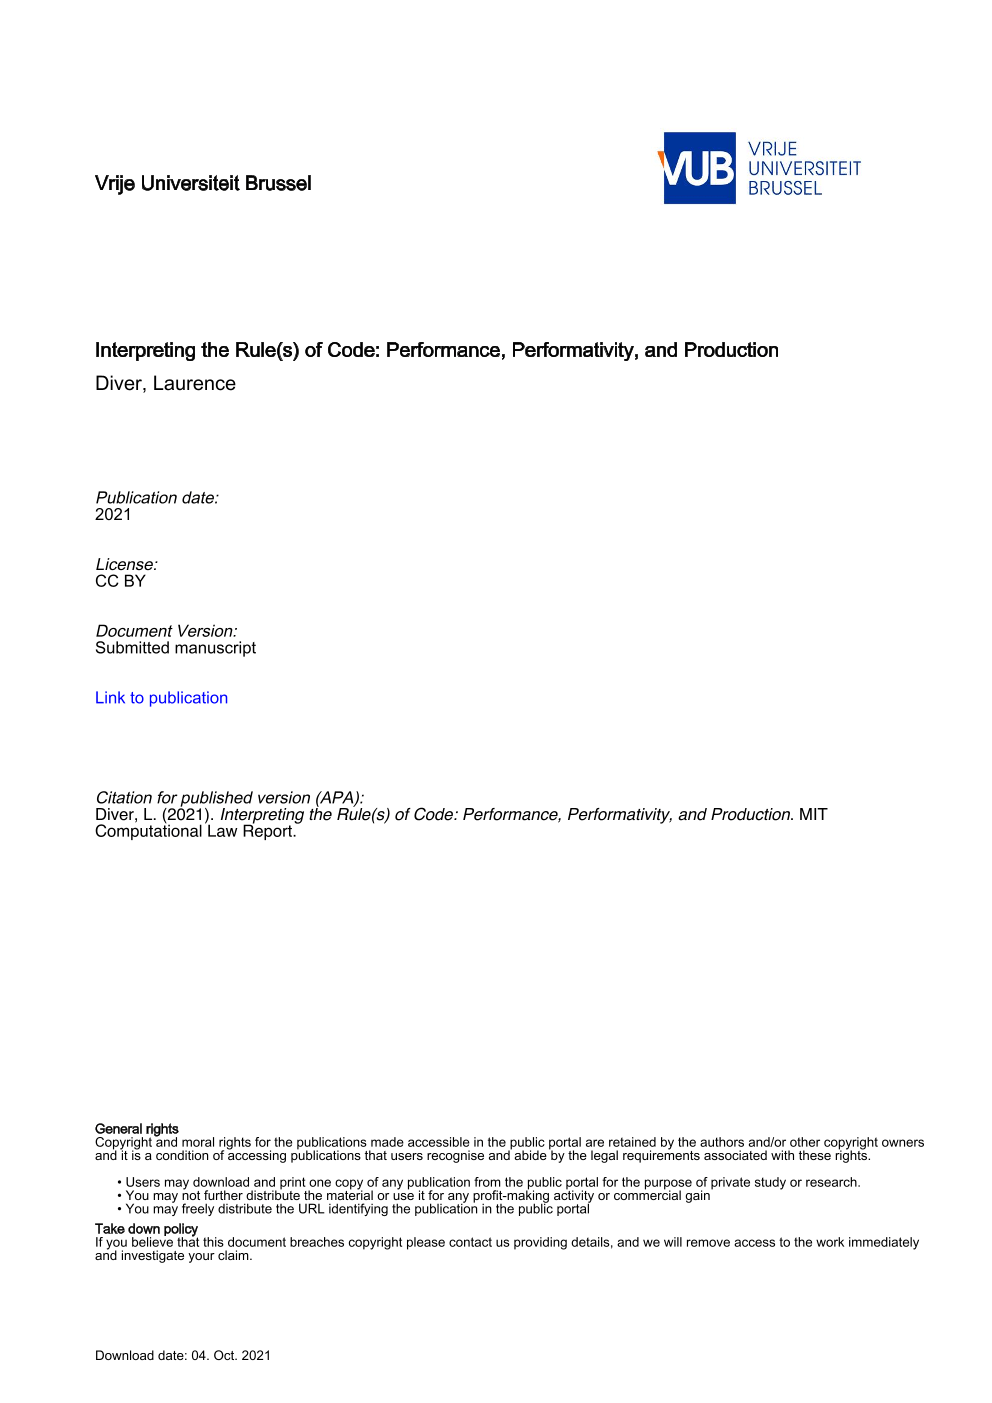 Vrije Universiteit Brussel
VUB
VRIJE
UNIVERSITEIT
BRUSSEL
Interpreting the Rule(s) of Code: Performance, Performativity, and Production
Diver, Laurence
Publication date:
2021
License:
CC BY
Document Version:
Submitted manuscript
Link to publication
Citation for published version (APA):
Diver, L. (2021). Interpreting the Rule(s) of Code: Performance, Performativity, and Production. MIT
Computational Law Report.
General rights
Copyright and moral rights for the publications made accessible in the public portal are retained by the authors and/or other copyright owners
and it is a condition of accessing publications that users recognise and abide by the legal requirements associated with these rights.
• Users may download and print one copy of any publication from the public portal for the purpose of private study or research.
• You may not further distribute the material or use it for any profit-making activity or commercial gain
• You may freely distribute the URL identifying the publication in the public portal
Take down policy
If you believe that this document breaches copyright please contact us providing details, and we will remove access to the work immediately
and investigate your claim.
Download date: 04. Oct. 2021